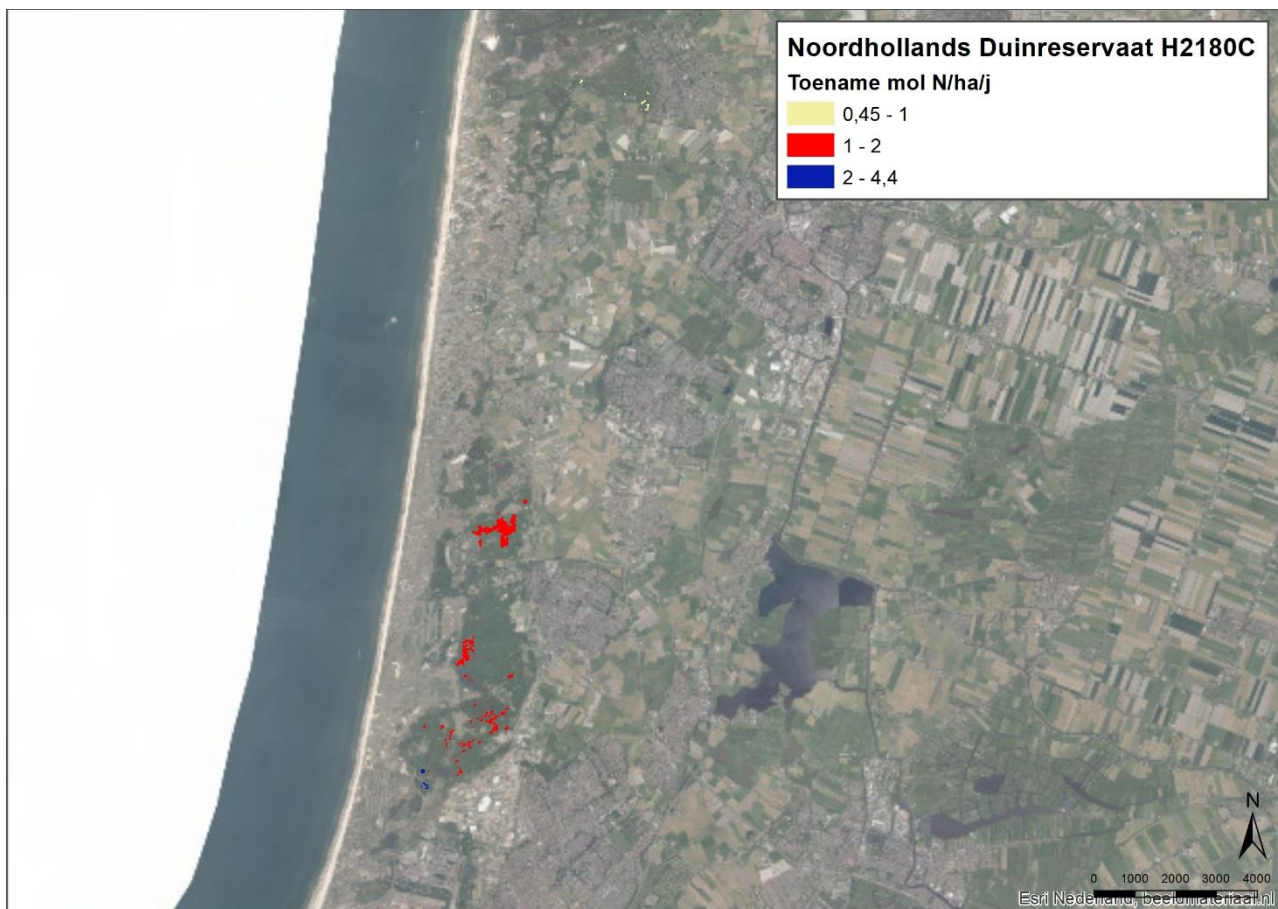 Noordhollands Duinreservaat H2180C
Toename mol N/ha/j
0,45 - 1
1 - 2
2 - 4,4
N
0 1000 2000 3000 4000
Esri Nederland, beeldmateriaal.nl